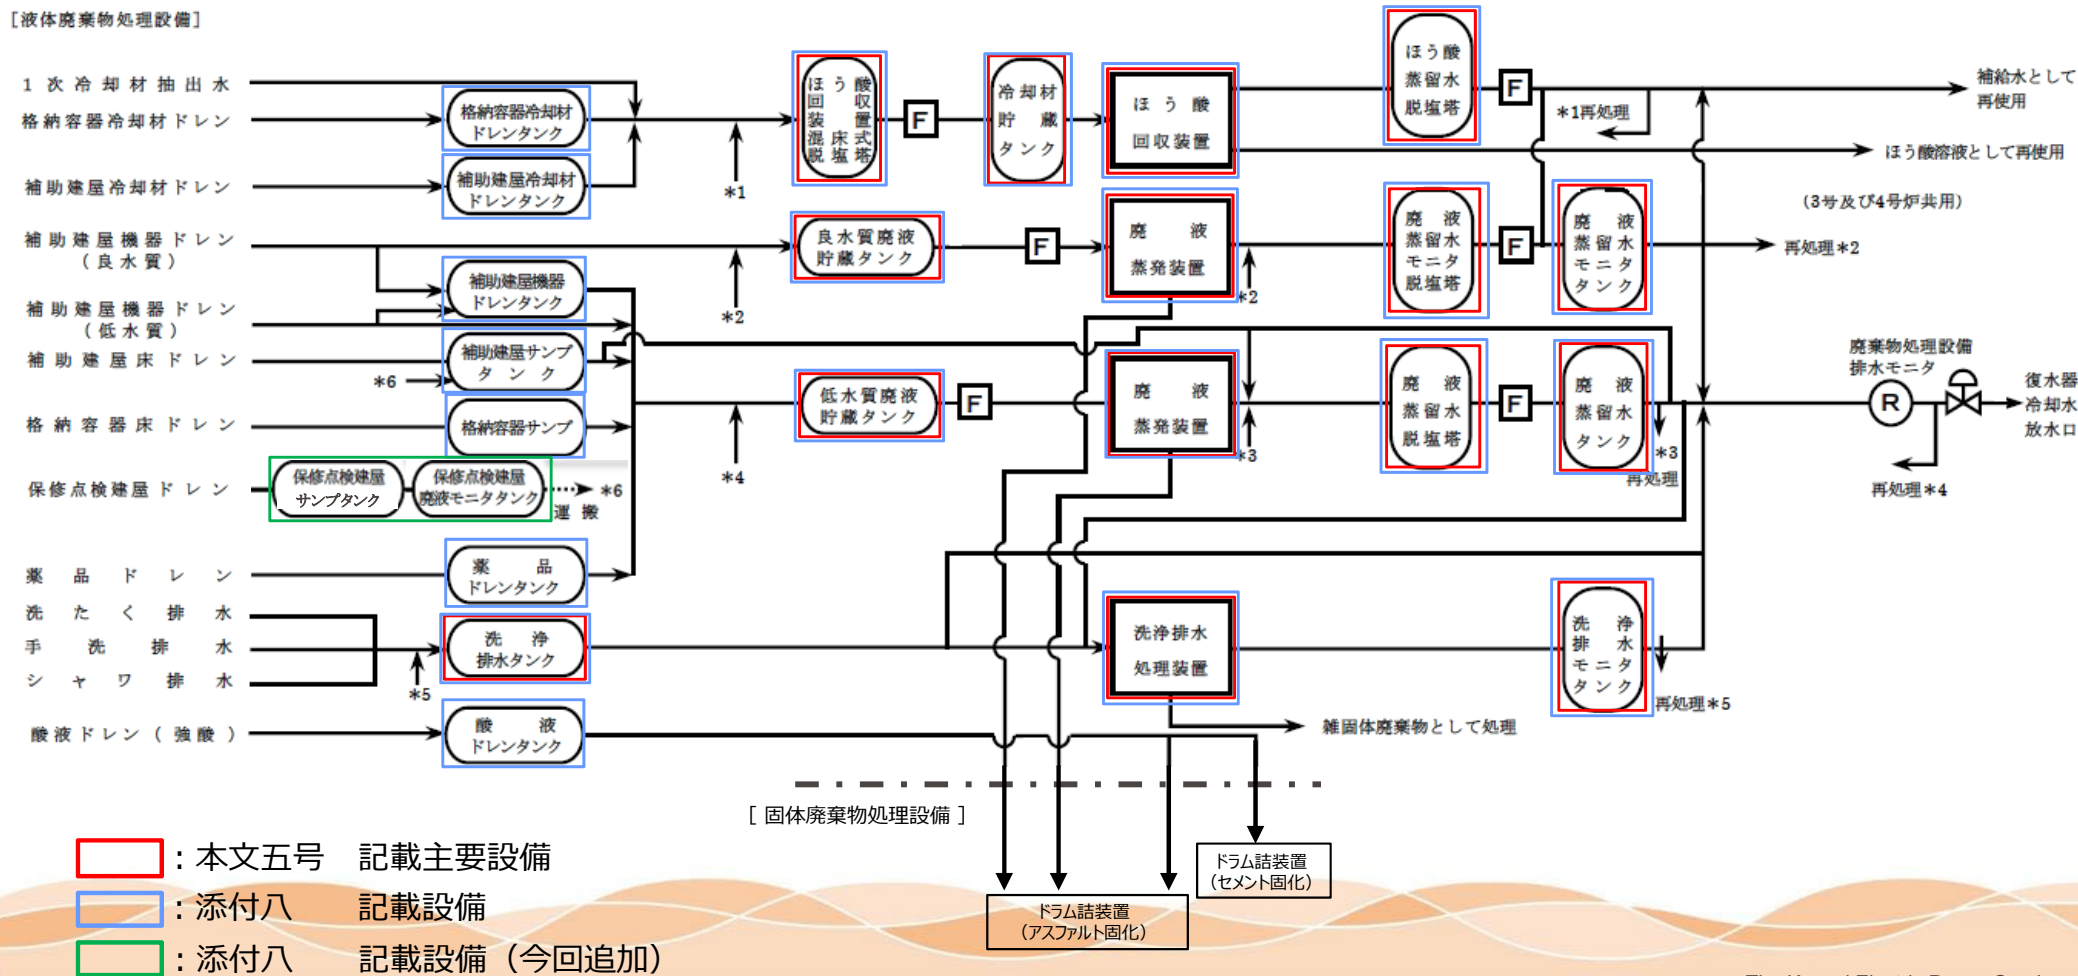 [液体廃棄物処理設備]
1次冷却材抽出水
格納容器冷却材ドレン
補助建屋冷却材ドレン
補助建屋機器ドレン
(良水質)
補助建屋機器ドレン
(低水質)
補助建屋床ドレン
*6
格納容器床ドレン
保修点検建屋ドレン
薬品ドレン
洗たく排水
手洗排水
シャワ排水
酸液ドレン(強酸)
格納容器冷却材
ドレンタンク
補助建屋冷却材
ドレンタンク
補助建屋機器
ドレンタンク
補助建屋サンプ
タンク
格納容器サンプ
保修点検建屋
サンプタンク
保修点検建屋
廃液モニタタンク
*6
運搬
薬品
ドレンタンク
洗浄
排水タンク
*5
酸液
ドレンタンク
*1
*2
*4
ほう酸
回収
装置
混床式
脱塩塔
F
冷却材
貯蔵
タンク
ほう酸
回収装置
ほう酸
蒸留水
脱塩塔
F
*1再処理
補給水として
再使用
ほう酸溶液として再使用
(3号及び4号炉共用)
良水質廃液
貯蔵タンク
F
廃液
蒸発装置
*2
廃液
蒸留水
モニタ
脱塩塔
F
廃液
蒸留水
モニタ
タンク
再処理*2
低水質廃液
貯蔵タンク
F
廃液
蒸発装置
*3
廃液
蒸留水
脱塩塔
F
廃液
蒸留水
タンク
*3
再処理
廃棄物処理設備
排水モニタ
R
再処理*4
復水器
冷却水
放水口
洗浄排水
処理装置
洗浄
排水
モニタ
タンク
再処理*5
雑固体廃棄物として処理
[ 固体廃棄物処理設備 ]
ドラム詰装置
(セメント固化)
ドラム詰装置
(アスファルト固化)
:本文五号 記載主要設備
:添付八 記載設備
:添付八 記載設備(今回追加)